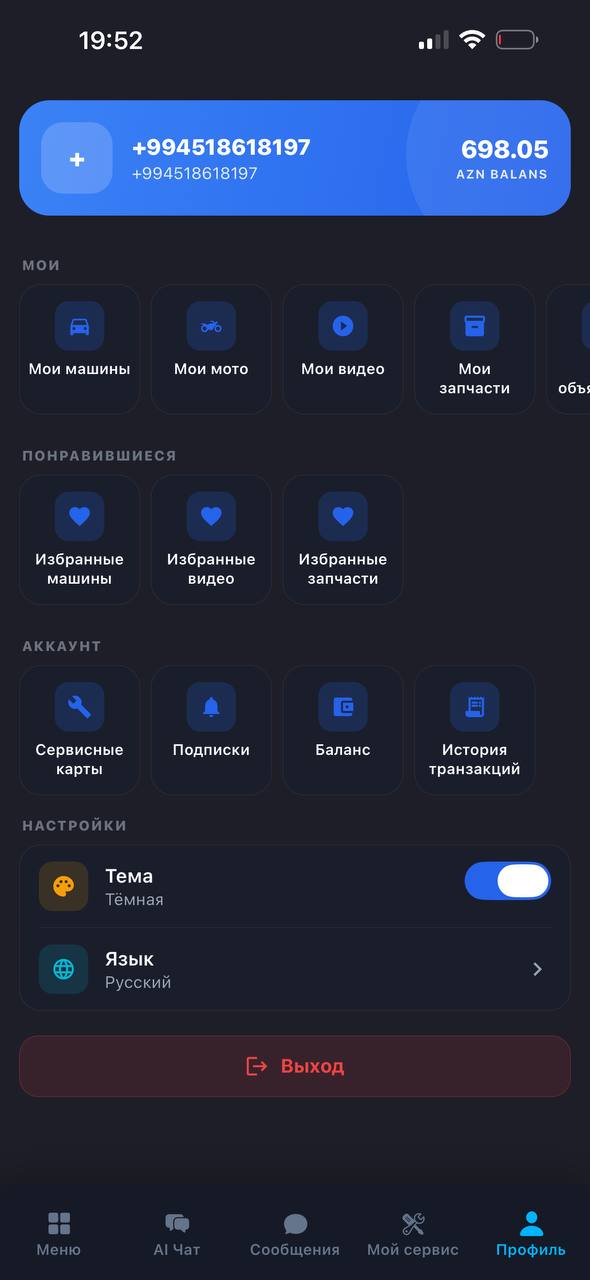 19:52
+
+994518618197
+994518618197
698.05
AZN BALANS
МОИ
Мои машины
Мои мото
Мои видео
Мои
запчасти
ПОНРАВИВШИЕСЯ
Избранные
машины
Избранные
видео
Избранные
запчасти
АККАУНТ
Сервисные
карты
Подписки
Баланс
История
транзакций
НАСТРОЙКИ
Тема
Тёмная
Язык
Русский
Выход
Меню
AI Чат
Сообщения
Мой сервис
Профиль